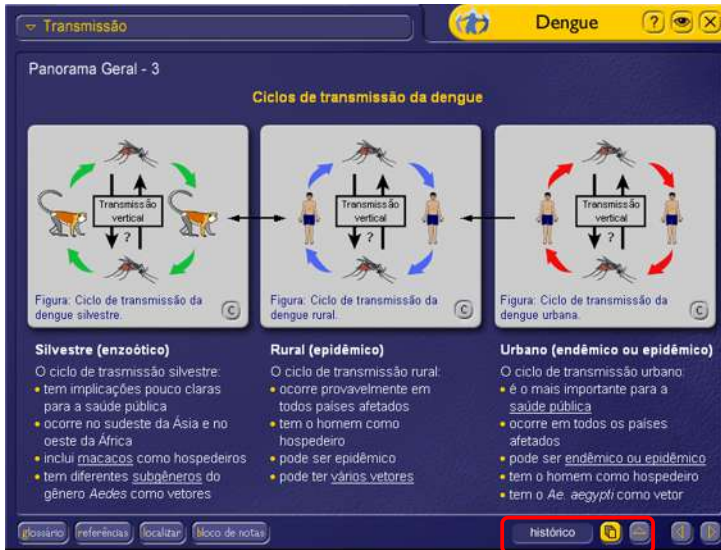 Transmissão
Dengue
?
Panorama Geral - 3
Ciclos de transmissão da dengue
Transmissão
vertical
?
Figura: Ciclo de transmissão da
dengue silvestre.
C
Transmissão
vertical
?
Figura: Ciclo de transmissão da
dengue rural.
C
Transmissão
vertical
?
Figura: Ciclo de transmissão da
dengue urbana.
C
Silvestre (enzoótico)
O ciclo de trasmissão silvestre:
• tem implicações pouco claras
para a saúde pública
• ocorre no sudeste da Ásia e no
oeste da África
• inclui macacos como hospedeiros
• tem diferentes subgêneros do
gênero Aedes como vetores
Rural (epidêmico)
O ciclo de transmissão rural:
• ocorre provavelmente em
todos países afetados
• tem o homem como
hospedeiro
• pode ser epidêmico
• pode ter vários vetores
Urbano (endêmico ou epidêmico)
O ciclo de transmissão urbano:
• é o mais importante para a
saúde pública
• ocorre em todos os países
afetados
• pode ser endêmico ou epidêmico
• tem o homem como hospedeiro
• tem o Ae. aegypti como vetor
glossário
referências
localizar
bloco de notas
histórico